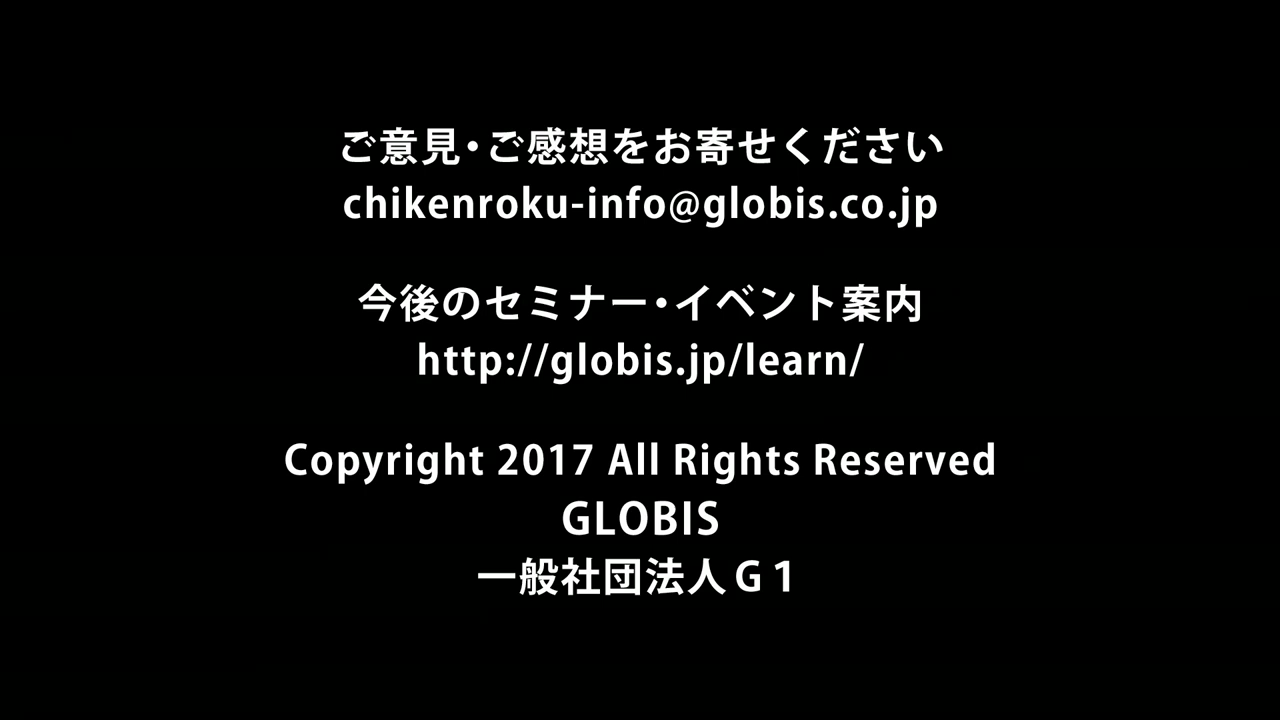 ご意見・ご感想をお寄せください
chikenroku-info@globis.co.jp
今後のセミナー・イベント案内
http://globis.jp/learn/
Copyright 2017 All Rights Reserved
GLOBIS
一般社団法人Ｇ１